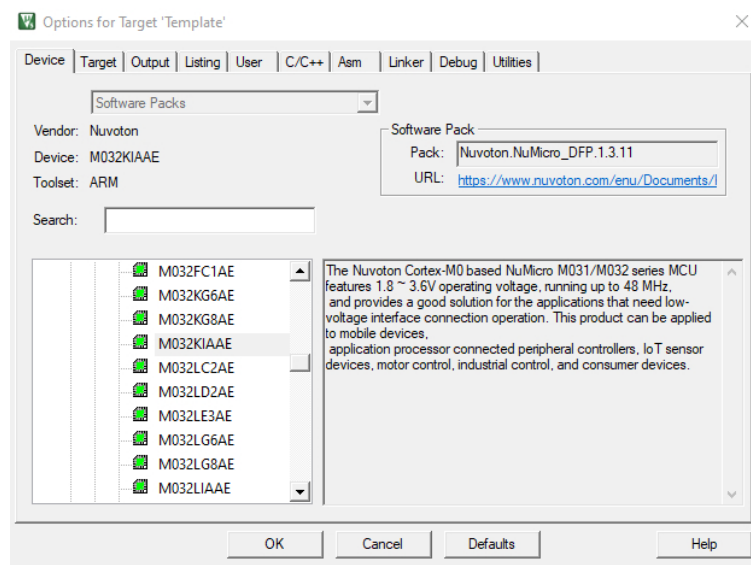 Options for Target 'Template'
Device Target Output Listing User C/C++ Asm Linker Debug Utilities
Software Packs
Vendor: Nuvoton
Device: M032KIAAE
Toolset: ARM
Search:
Software Pack
Pack: Nuvoton.NuMicro_DFP.1.3.11
URL: https://www.nuvoton.com/enu/Documents/
M032FC1AE
M032KG6AE
M032KG8AE
M032KIAAE
M032LC2AE
M032LD2AE
M032LE3AE
M032LG6AE
M032LG8AE
M032LIAAE
The Nuvoton Cortex-M0 based NuMicro M031/M032 series MCU
features 1.8 ~ 3.6V operating voltage, running up to 48 MHz,
and provides a good solution for the applications that need low-
voltage interface connection operation. This product can be applied
to mobile devices,
application processor connected peripheral controllers, IoT sensor
devices, motor control, industrial control, and consumer devices.
OK Cancel Defaults Help